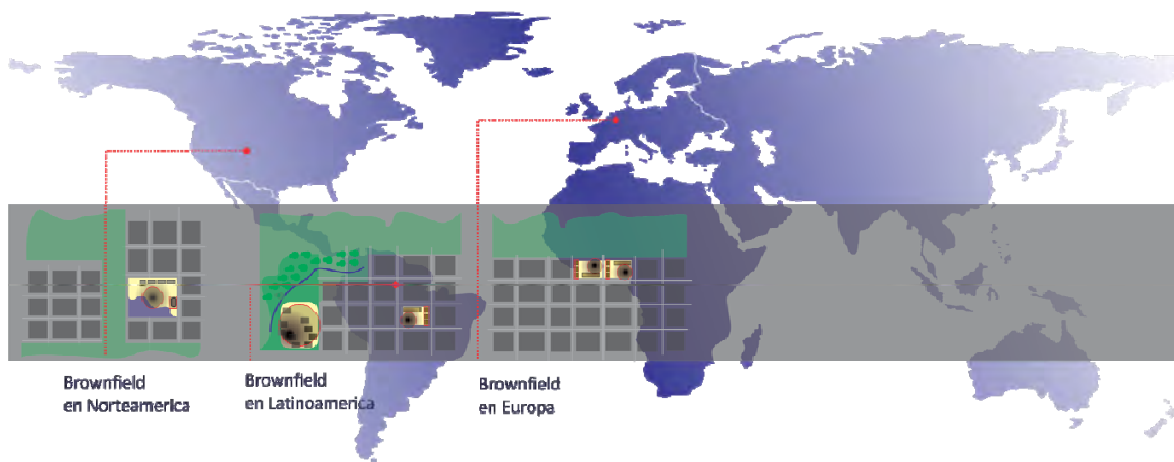 Brownfield
en Norteamerica
Brownfield
en Latinoamerica
Brownfield
en Europa